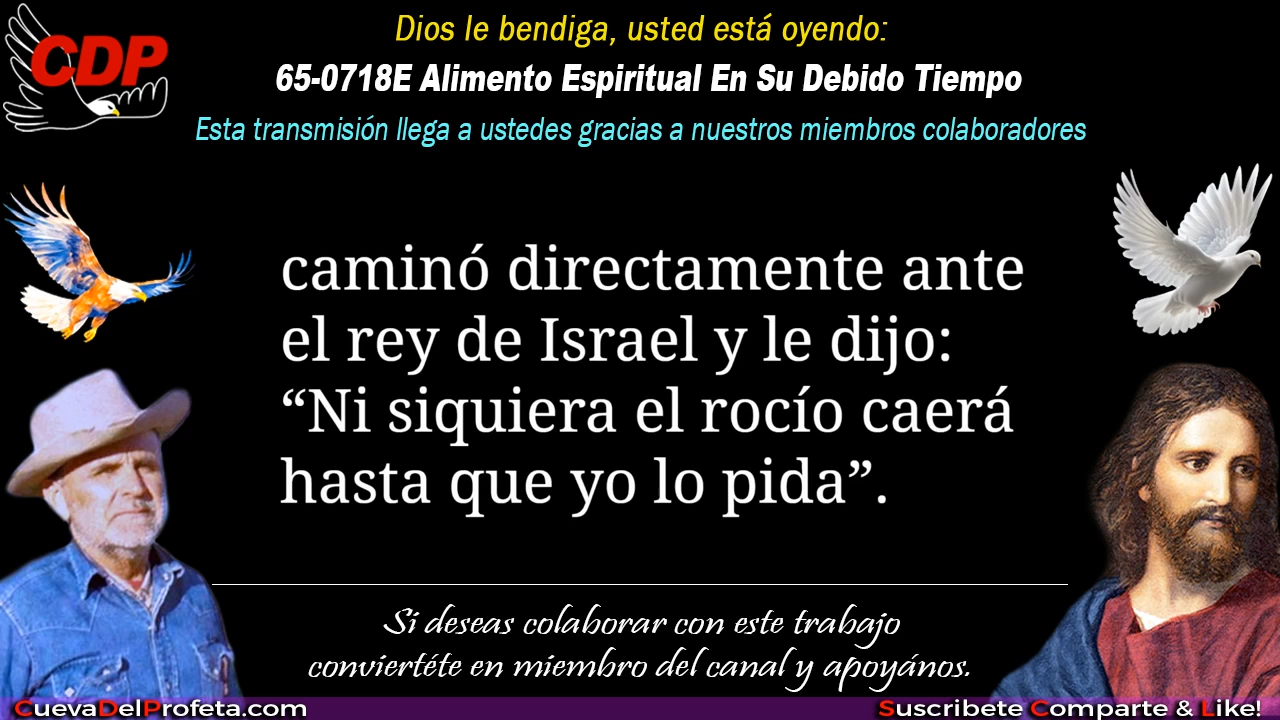 CDP
Dios le bendiga, usted está oyendo:
65-0718E Alimento Espiritual En Su Debido Tiempo
Esta transmisión llega a ustedes gracias a nuestros miembros colaboradores
caminó directamente ante
el rey de Israel y le dijo:
“Ni siquiera el rocío caerá
hasta que yo lo pida”.
Si deseas colaborar con este trabajo
conviertéte en miembro del canal y apoyános.
CuevaDelProfeta.com
Suscribete Comparte & Like!